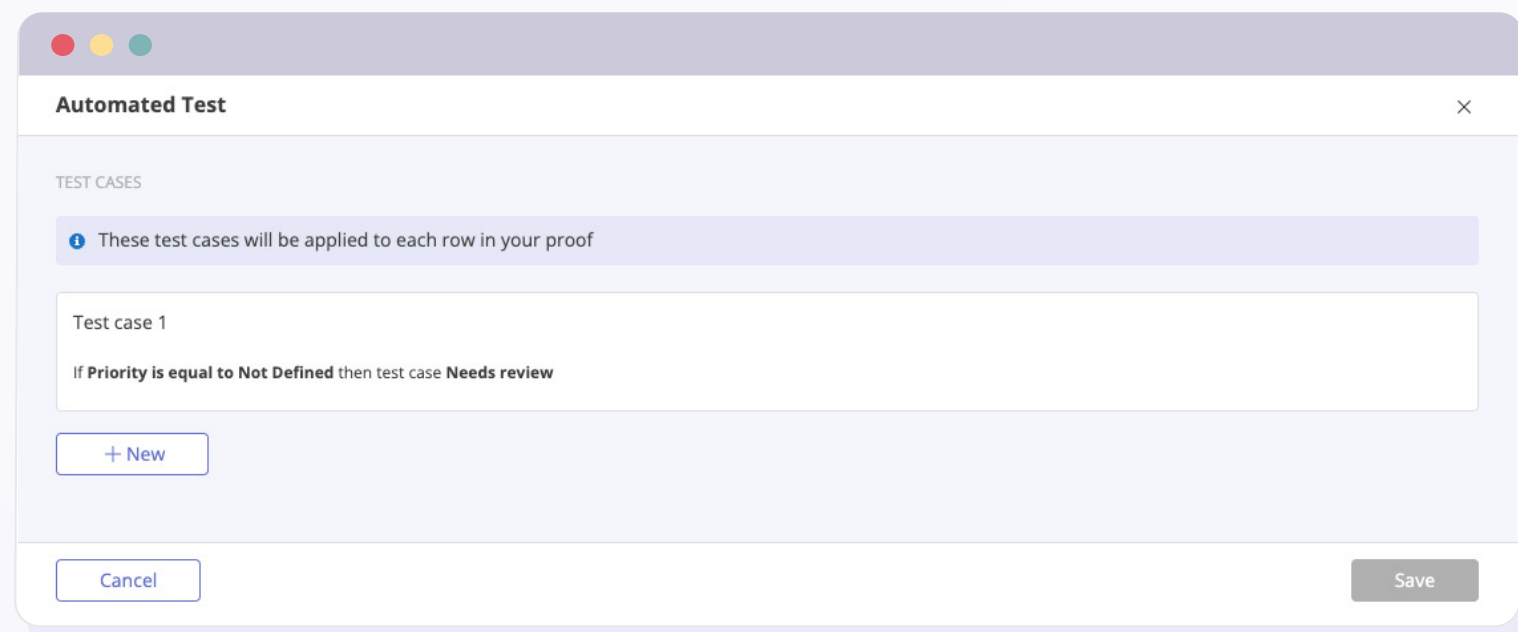 Automated Test
TEST CASES
These test cases will be applied to each row in your proof
Test case 1
If Priority is equal to Not Defined then test case Needs review
+ New
Cancel
Save